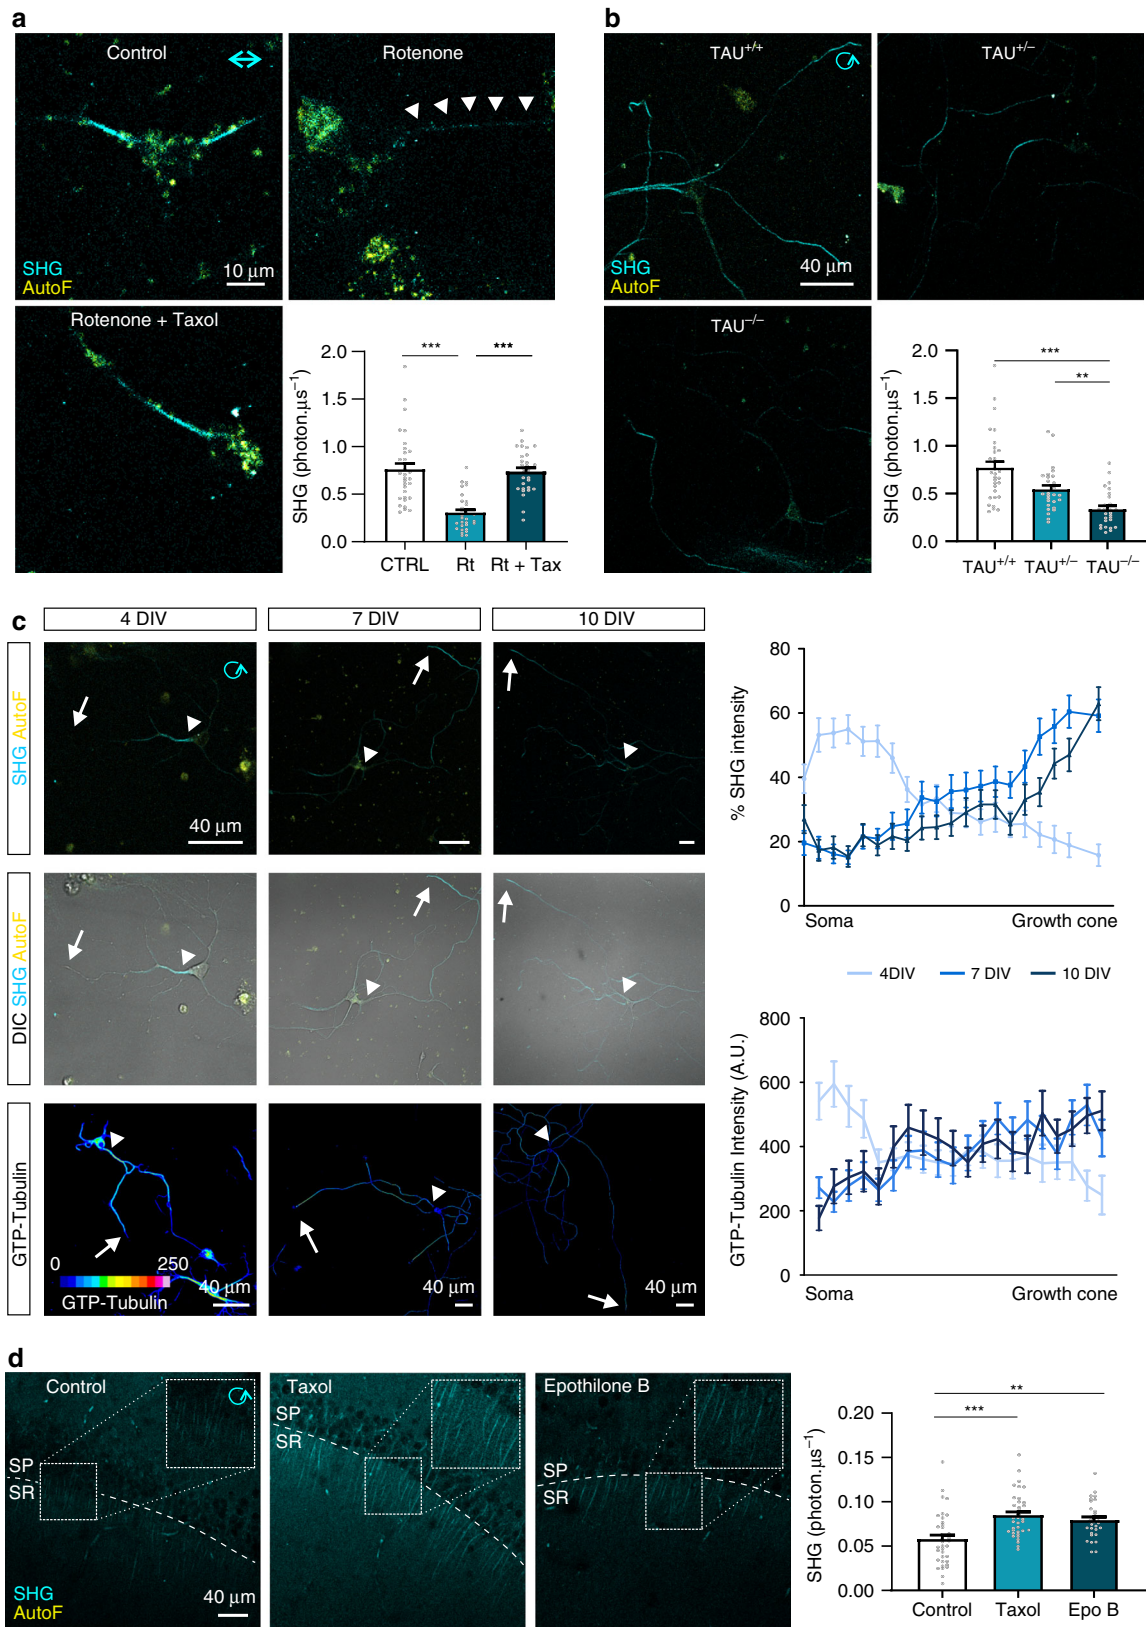 a
Control
Rotenone
SHG
AutoF
10 µm
Rotenone + Taxol
SHG (photon.µs⁻¹)
2.0
1.5
1.0
0.5
0.0
***
***
CTRL
Rt
Rt + Tax
b
TAU+/+
TAU+/–
SHG
AutoF
40 µm
TAU–/–
SHG (photon.µs⁻¹)
2.0
1.5
1.0
0.5
0.0
***
**
TAU+/+
TAU+/–
TAU–/–
c
4 DIV
7 DIV
10 DIV
SHG AutoF
40 µm
DIC SHG AutoF
GTP-Tubulin
0
250
GTP-Tubulin
40 µm
40 µm
40 µm
% SHG intensity
80
60
40
20
0
Soma
Growth cone
4DIV
7 DIV
10 DIV
GTP-Tubulin Intensity (A.U.)
800
600
400
200
0
Soma
Growth cone
d
Control
SP
SR
SHG
AutoF
40 µm
Taxol
SP
SR
Epothilone B
SP
SR
SHG (photon.µs⁻¹)
0.20
0.15
0.10
0.05
0.00
**
***
Control
Taxol
Epo B